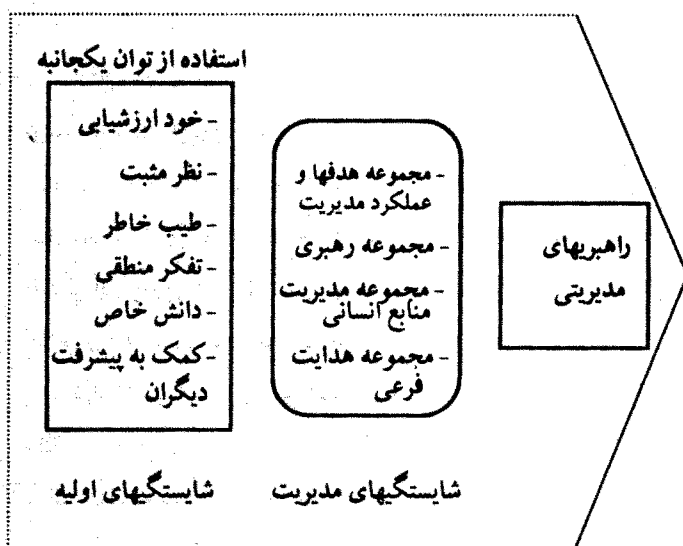 استفاده از توان یکجانبه
- خود ارزشیابی
- نظر مثبت
- طیب خاطر
- تفکر منطقی
- دانش خاص
- کمک به پیشرفت
دیگران
شایستگیهای اولیه
- مجموعه هدفها و
عملکرد مدیریت
- مجموعه رهبری
- مجموعه مدیریت
منابع انسانی
- مجموعه هدایت
فرعی
شایستگیهای مدیریت
راهبریهای
مدیریتی